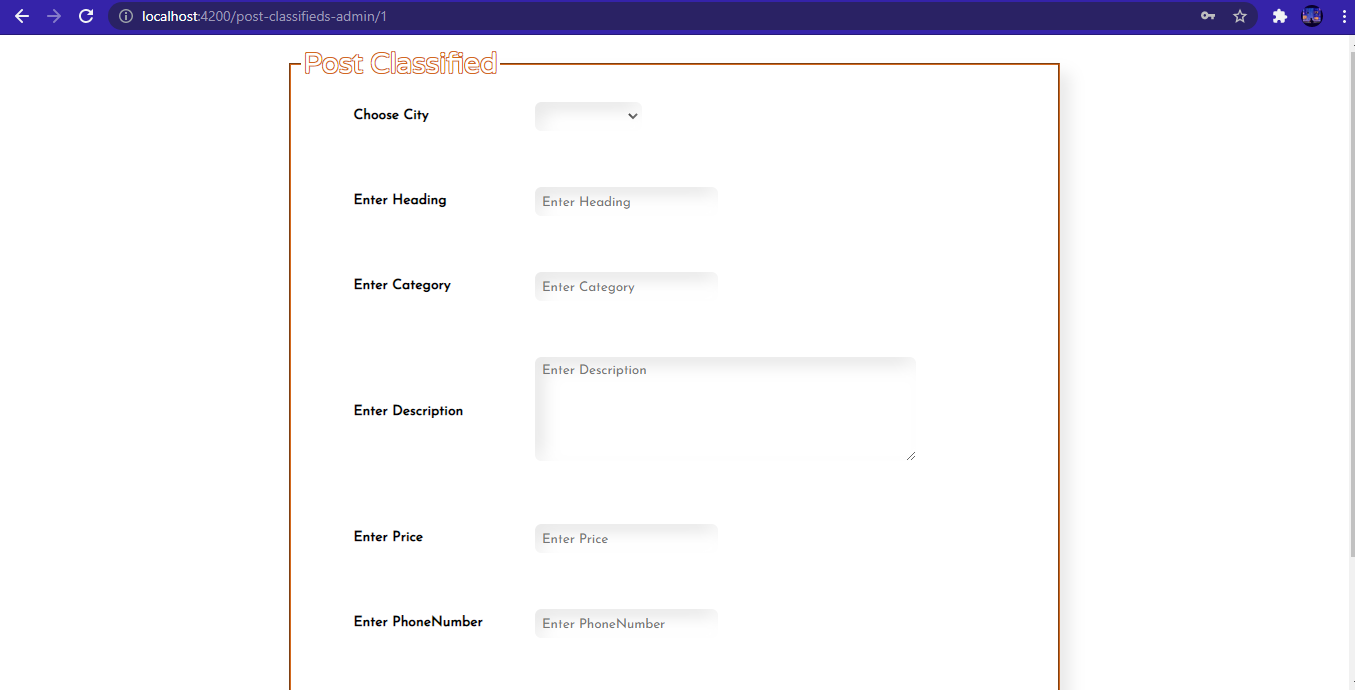 localhost:4200/post-classifieds-admin/1
Post Classified
Choose City
Enter Heading Enter Heading
Enter Category Enter Category
Enter Description
Enter Description
Enter Price Enter Price
Enter PhoneNumber Enter PhoneNumber